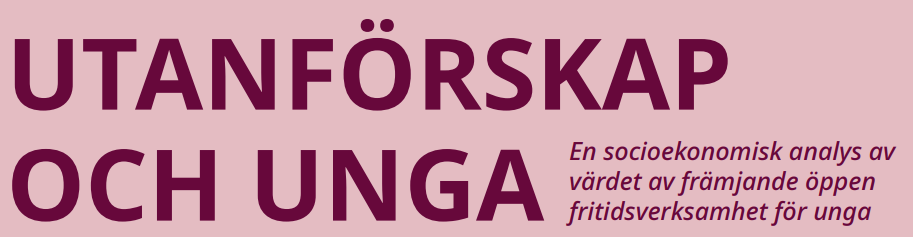 UTANFÖRSKAP
OCH UNGA
En socioekonomisk analys av
värdet av främjande öppen
fritidsverksamhet för unga